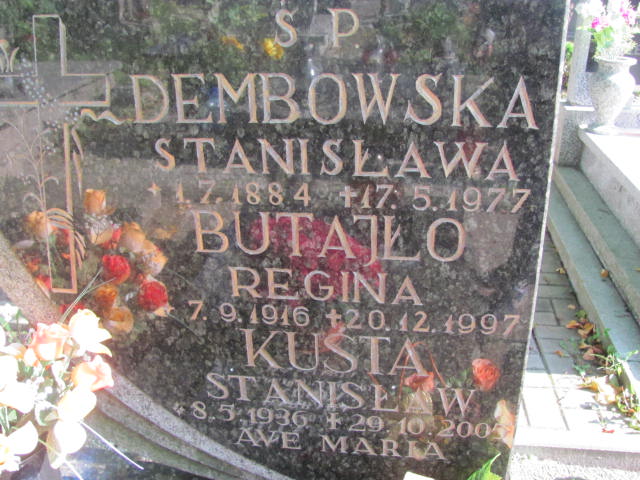 Ś P
DEMBOWSKA
STANISŁAWA
* 1.7.1884 + 17.5.1977
BUTAJŁO
REGINA
7.9.1916 + 20.12.1997
KUSTA
STANISŁAW
* 8.5.1936 + 29.10.
AVE MARIA